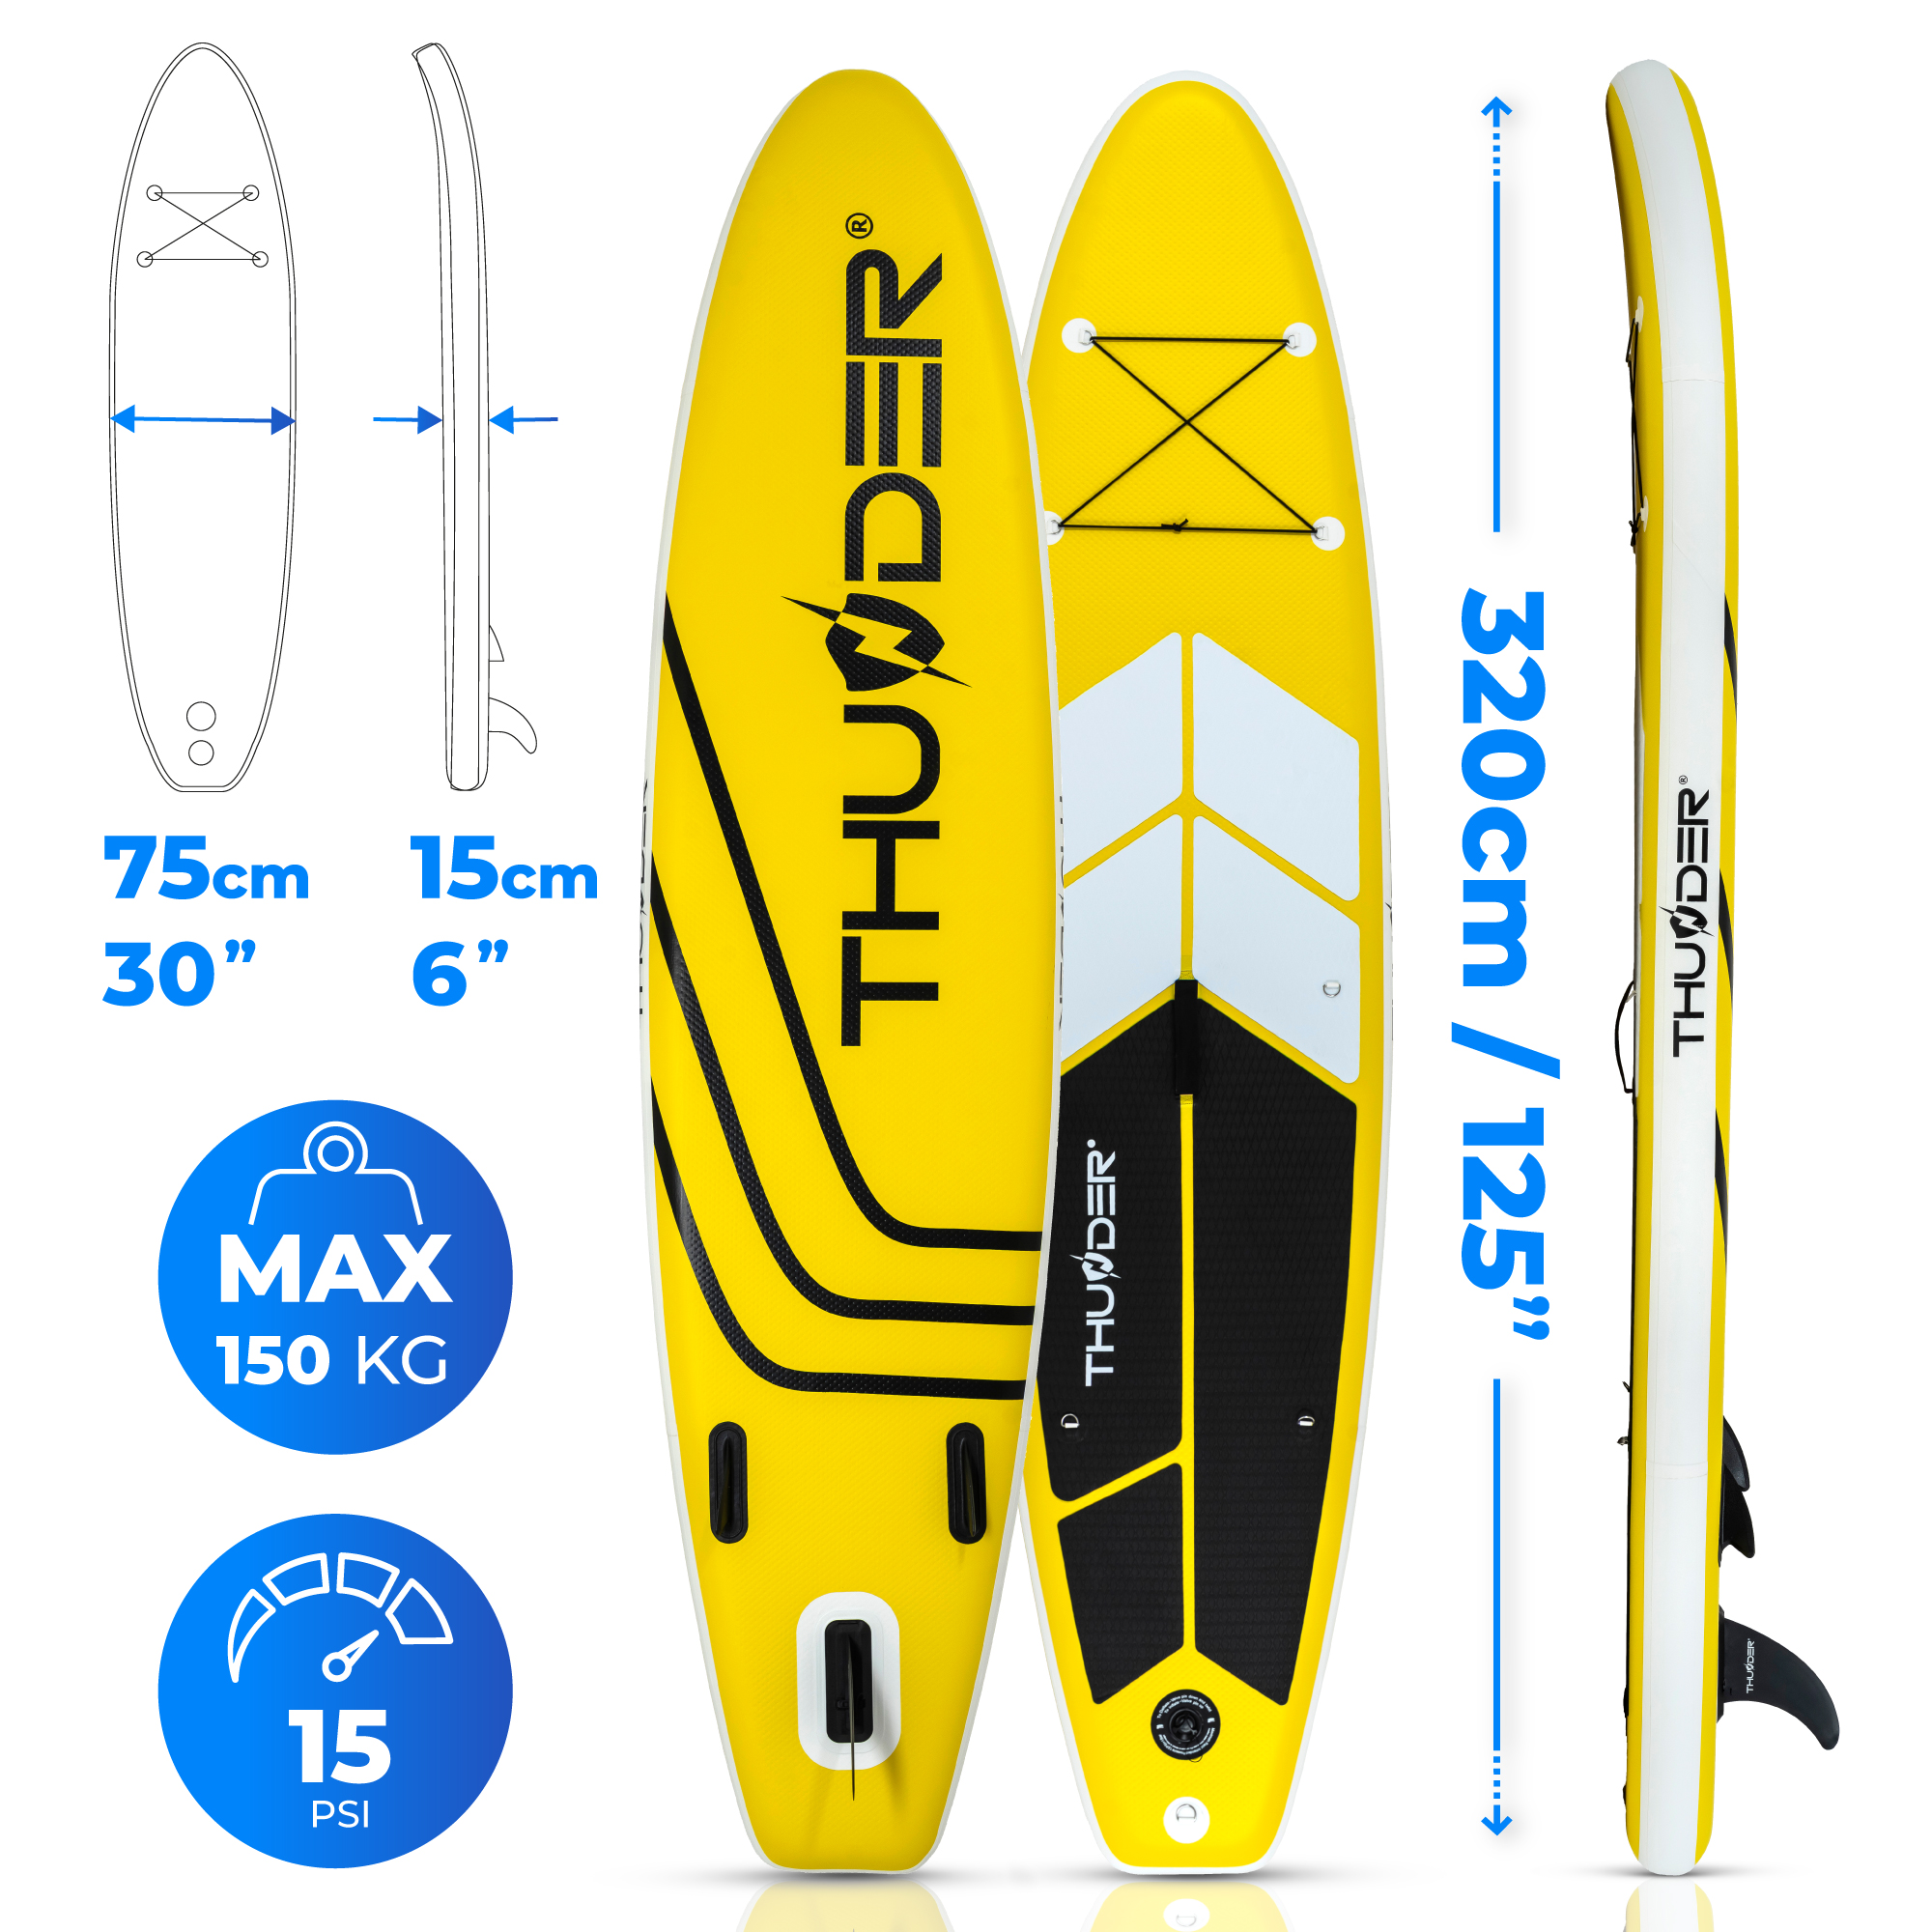 75cm
30”
15cm
6”
MAX
150 KG
15
PSI
THUNDER®
THUNDER
320cm / 125”
THUNDER®
THUNDER